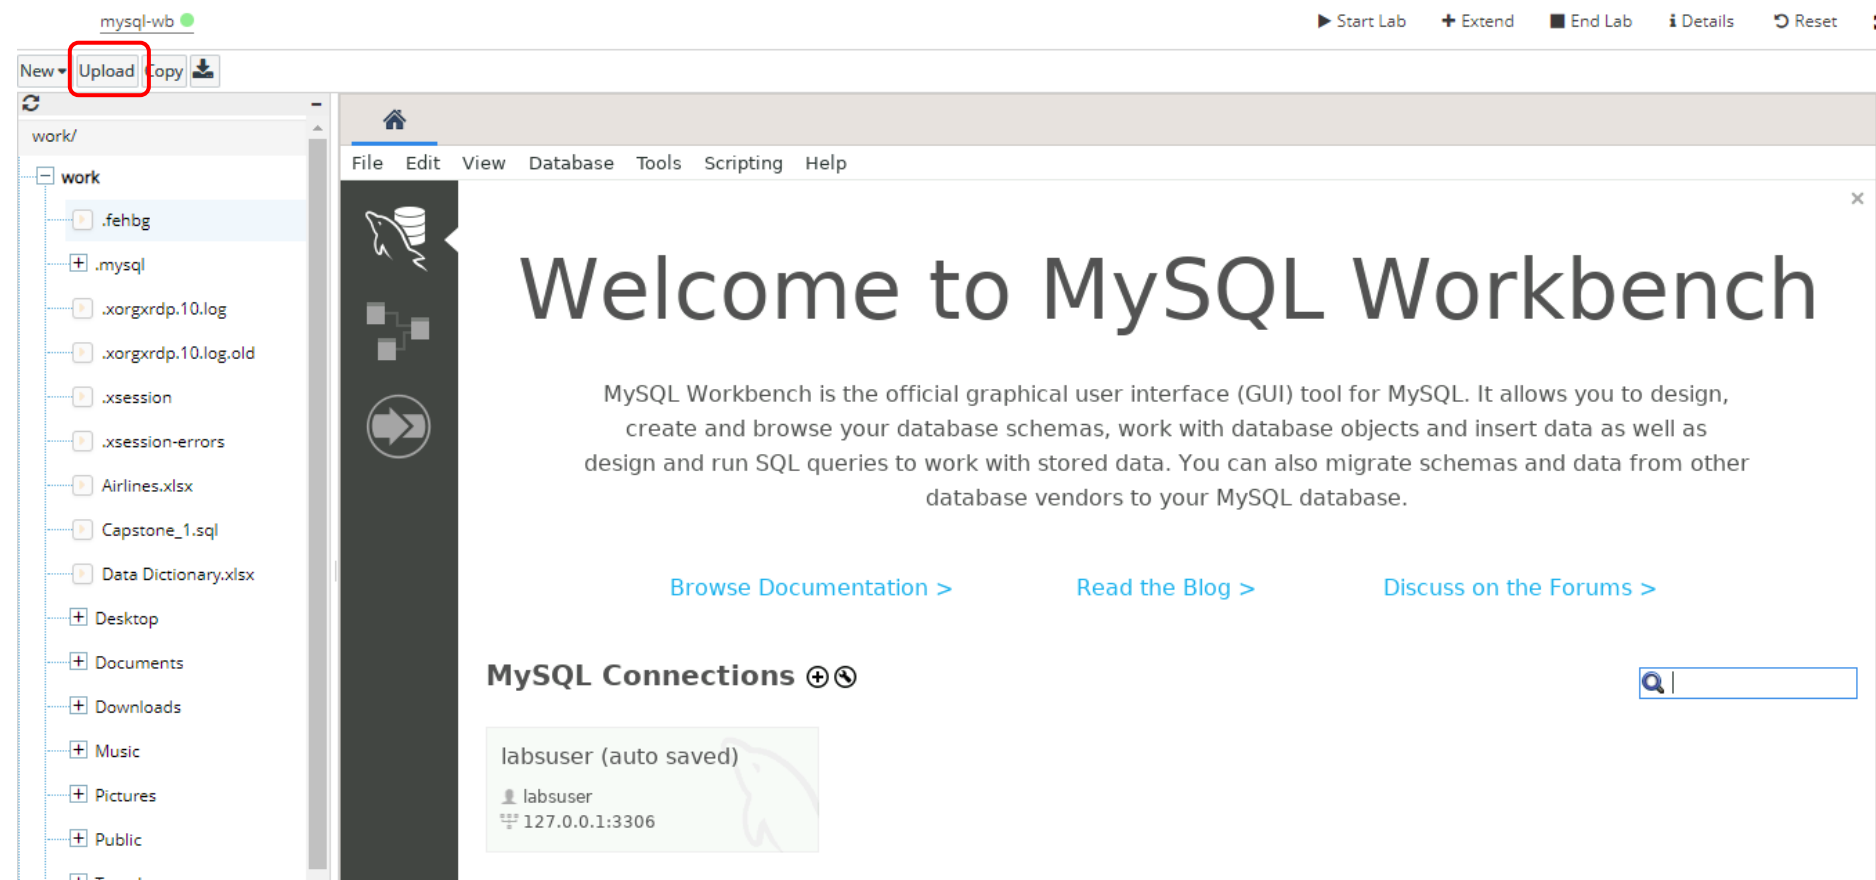 mysql-wb
Start Lab
Extend
End Lab
Details
Reset
New
Upload
Copy
work/
work
.fehbg
.mysql
.xorgxrdp.10.log
.xorgxrdp.10.log.old
.xsession
.xsession-errors
Airlines.xlsx
Capstone_1.sql
Data Dictionary.xlsx
Desktop
Documents
Downloads
Music
Pictures
Public
File Edit View Database Tools Scripting Help
Welcome to MySQL Workbench
MySQL Workbench is the official graphical user interface (GUI) tool for MySQL. It allows you to design,
create and browse your database schemas, work with database objects and insert data as well as
design and run SQL queries to work with stored data. You can also migrate schemas and data from other
database vendors to your MySQL database.
Browse Documentation >
Read the Blog >
Discuss on the Forums >
MySQL Connections
labsuser (auto saved)
labsuser
127.0.0.1:3306